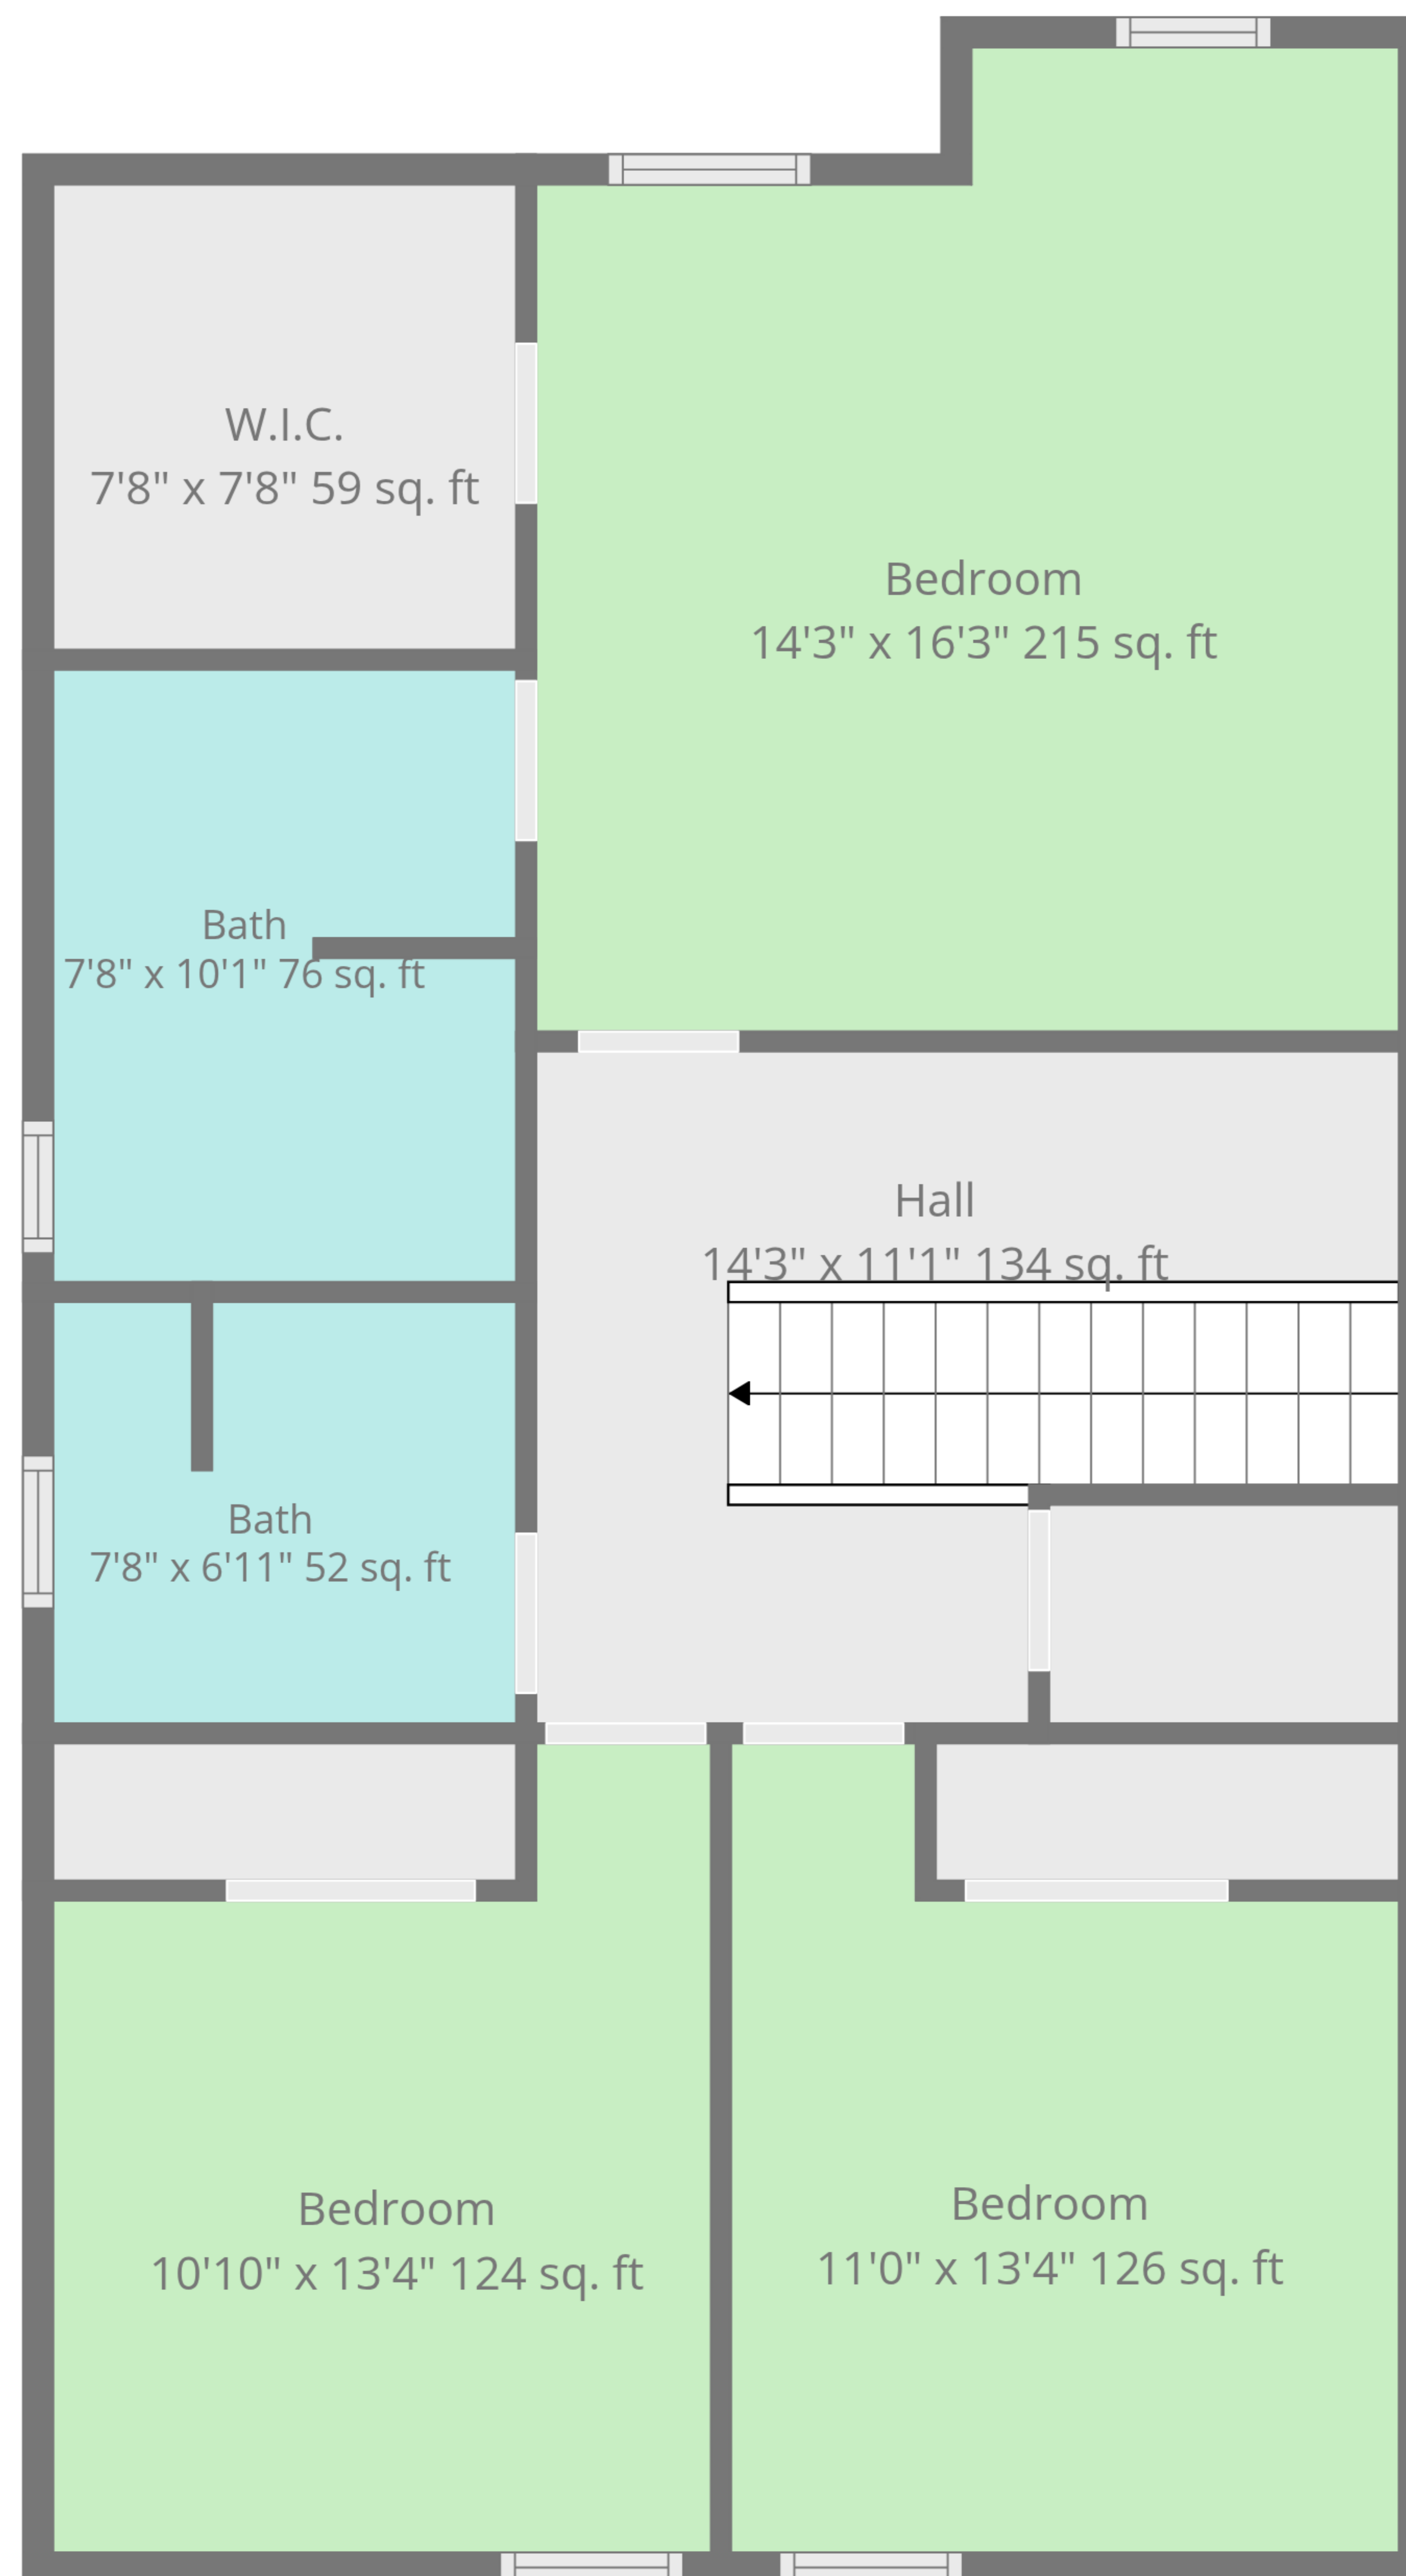 W.I.C.
7'8" x 7'8" 59 sq. ft
Bedroom
14'3" x 16'3" 215 sq. ft
Bath
7'8" x 10'1" 76 sq. ft
Hall
14'3" x 11'1" 134 sq. ft
Bath
7'8" x 6'11" 52 sq. ft
Bedroom
10'10" x 13'4" 124 sq. ft
Bedroom
11'0" x 13'4" 126 sq. ft